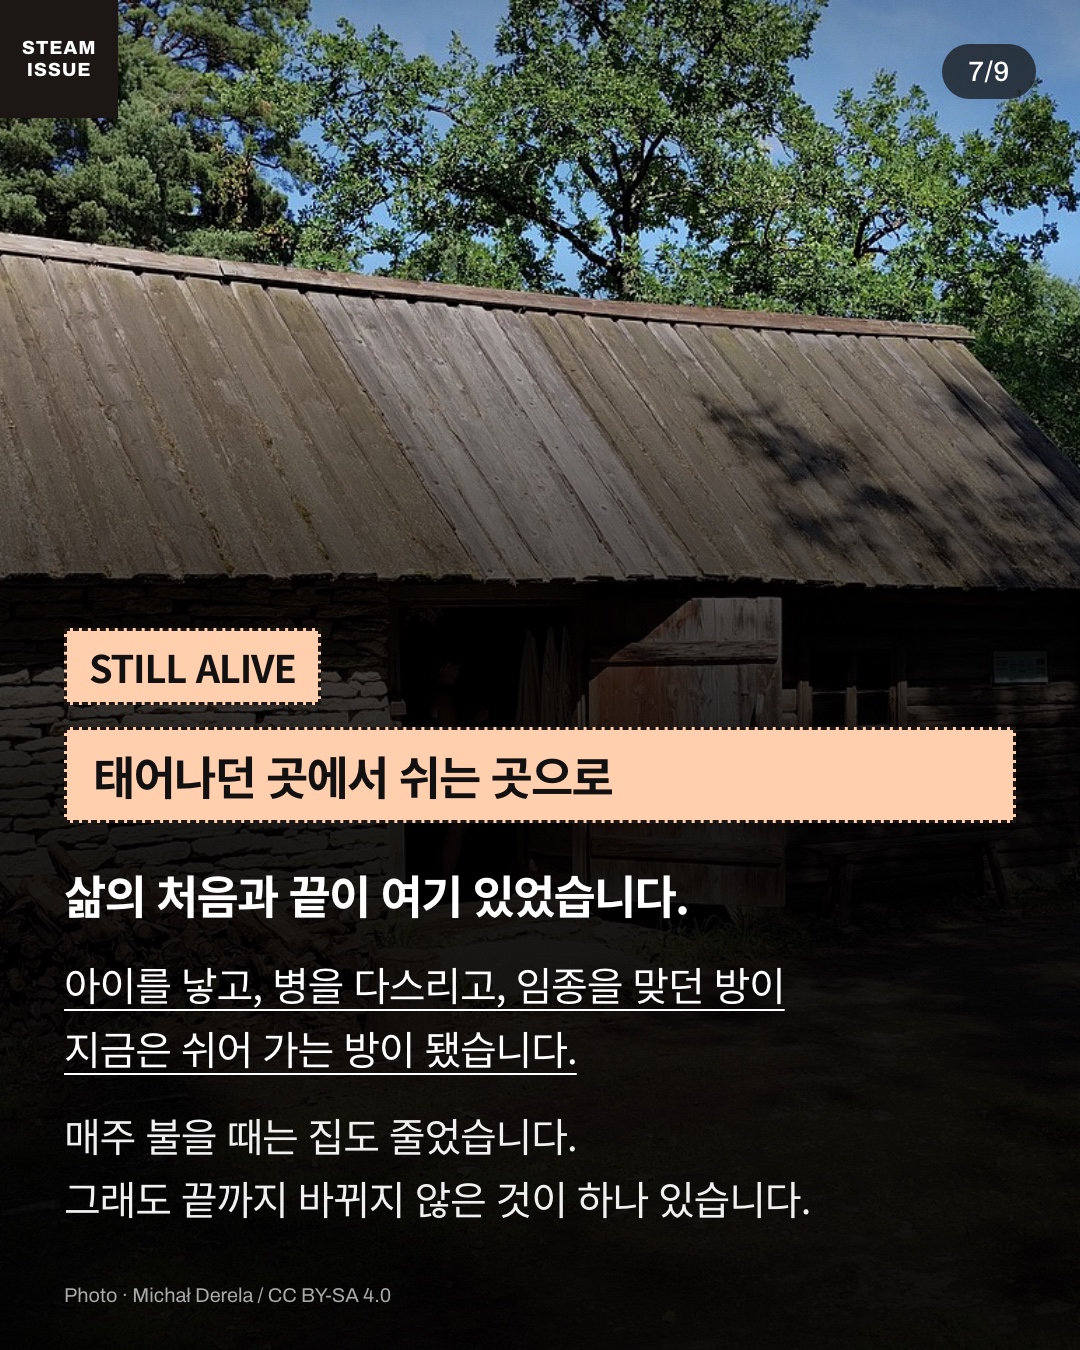 STEAM
ISSUE
7/9
STILL ALIVE
태어나던 곳에서 쉬는 곳으로
삶의 처음과 끝이 여기 있었습니다.
아이를 낳고, 병을 다스리고, 임종을 맞던 방이
지금은 쉬어 가는 방이 됐습니다.
매주 불을 때는 집도 줄었습니다.
그래도 끝까지 바뀌지 않은 것이 하나 있습니다.
Photo · Michał Derela / CC BY-SA 4.0